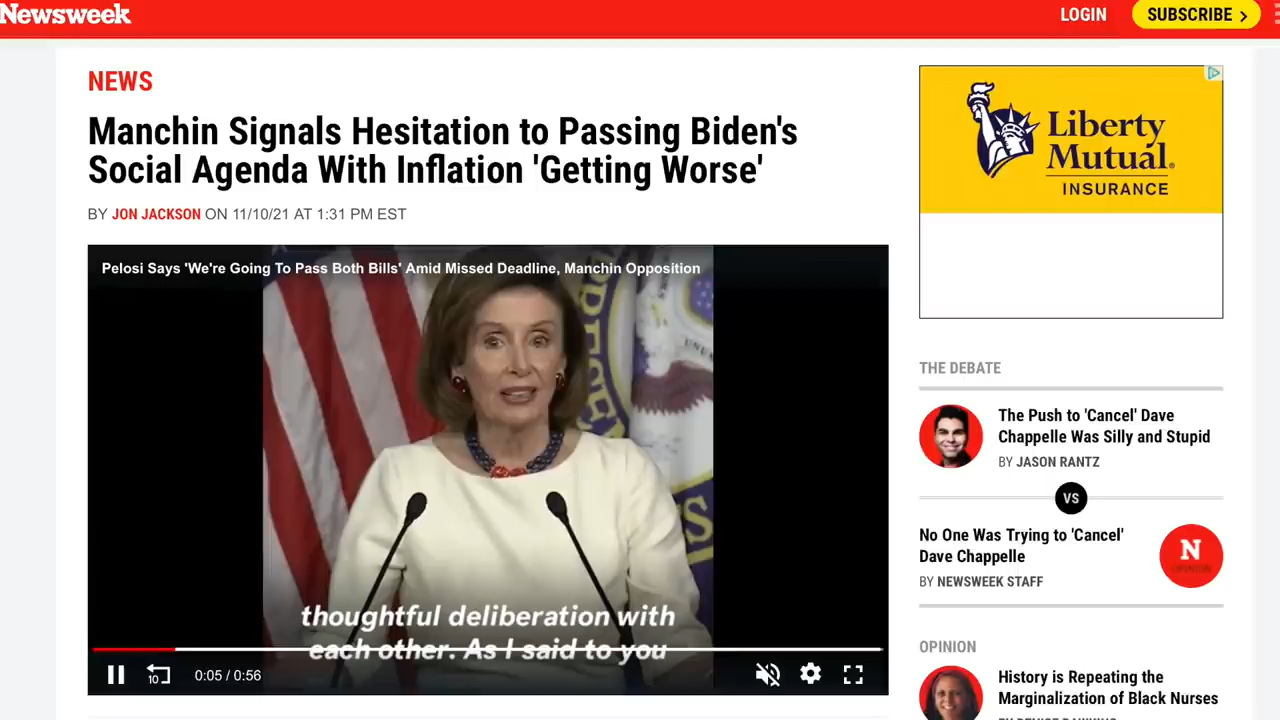 Newsweek
LOGIN
SUBSCRIBE
NEWS
Manchin Signals Hesitation to Passing Biden's
Social Agenda With Inflation 'Getting Worse'
BY JON JACKSON ON 11/10/21 AT 1:31 PM EST
Pelosi Says 'We're Going To Pass Both Bills' Amid Missed Deadline, Manchin Opposition
thoughtful deliberation with
each other. As I said to you
10
0:05 / 0:56
Liberty
Mutual.
INSURANCE
THE DEBATE
The Push to 'Cancel' Dave
Chappelle Was Silly and Stupid
BY JASON RANTZ
VS
No One Was Trying to 'Cancel'
Dave Chappelle
BY NEWSWEEK STAFF
N
OPINION
OPINION
History is Repeating the
Marginalization of Black Nurses